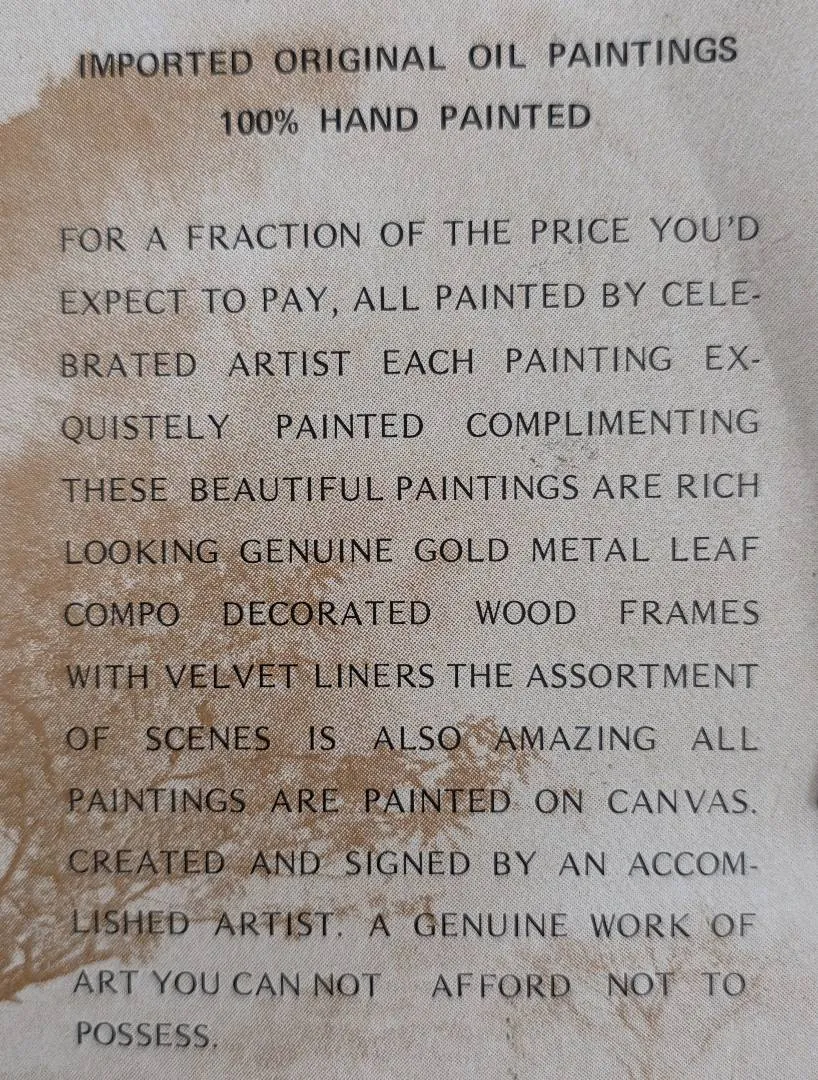 IMPORTED ORIGINAL OIL PAINTINGS
100% HAND PAINTED
FOR A FRACTION OF THE PRICE YOU'D
EXPECT TO PAY, ALL PAINTED BY CELE-
BRATED ARTIST EACH PAINTING EX-
QUISTELY PAINTED COMPLIMENTING
THESE BEAUTIFUL PAINTINGS ARE RICH
LOOKING GENUINE GOLD METAL LEAF
COMPO DECORATED WOOD FRAMES
WITH VELVET LINERS THE ASSORTMENT
OF SCENES IS ALSO AMAZING ALL
PAINTINGS ARE PAINTED ON CANVAS.
CREATED AND SIGNED BY AN ACCOM-
LISHED ARTIST. A GENUINE WORK OF
ART YOU CAN NOT AFFORD NOT TO
POSSESS.